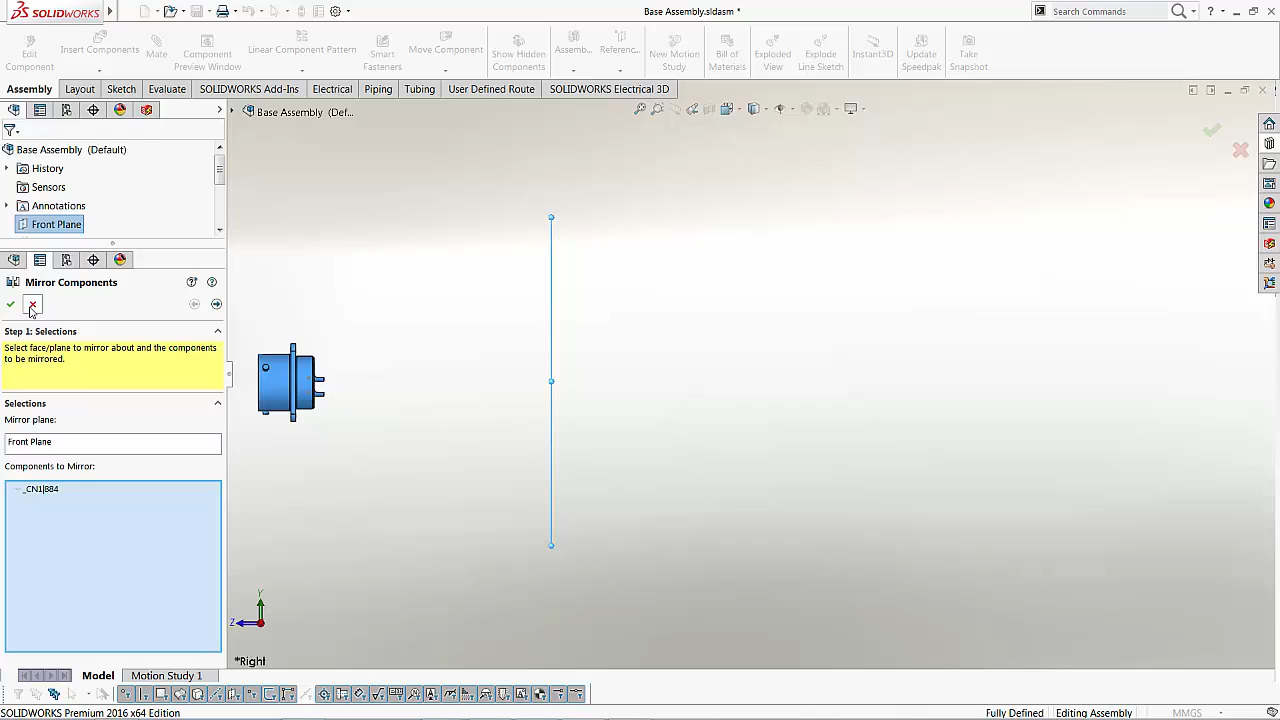 SOLIDWORKS
Base Assembly.sldasm *
Search Commands
Edit Component
Insert Components
Mate
Component Preview Window
Linear Component Pattern
Smart Fasteners
Move Component
Show Hidden Components
Assemb...
Referenc...
New Motion Study
Bill of Materials
Exploded View
Explode Line Sketch
Instant3D
Update Speedpak
Take Snapshot
Assembly
Layout
Sketch
Evaluate
SOLIDWORKS Add-Ins
Electrical
Piping
Tubing
User Defined Route
SOLIDWORKS Electrical 3D
Base Assembly (Def...
Base Assembly (Default)
History
Sensors
Annotations
Front Plane
Mirror Components
Step 1: Selections
Select face/plane to mirror about and the components
to be mirrored.
Selections
Mirror plane:
Front Plane
Components to Mirror:
_CN1|B84
Y
Z
*Right
Model
Motion Study 1
SOLIDWORKS Premium 2016 x64 Edition
Fully Defined
Editing Assembly
MMGS